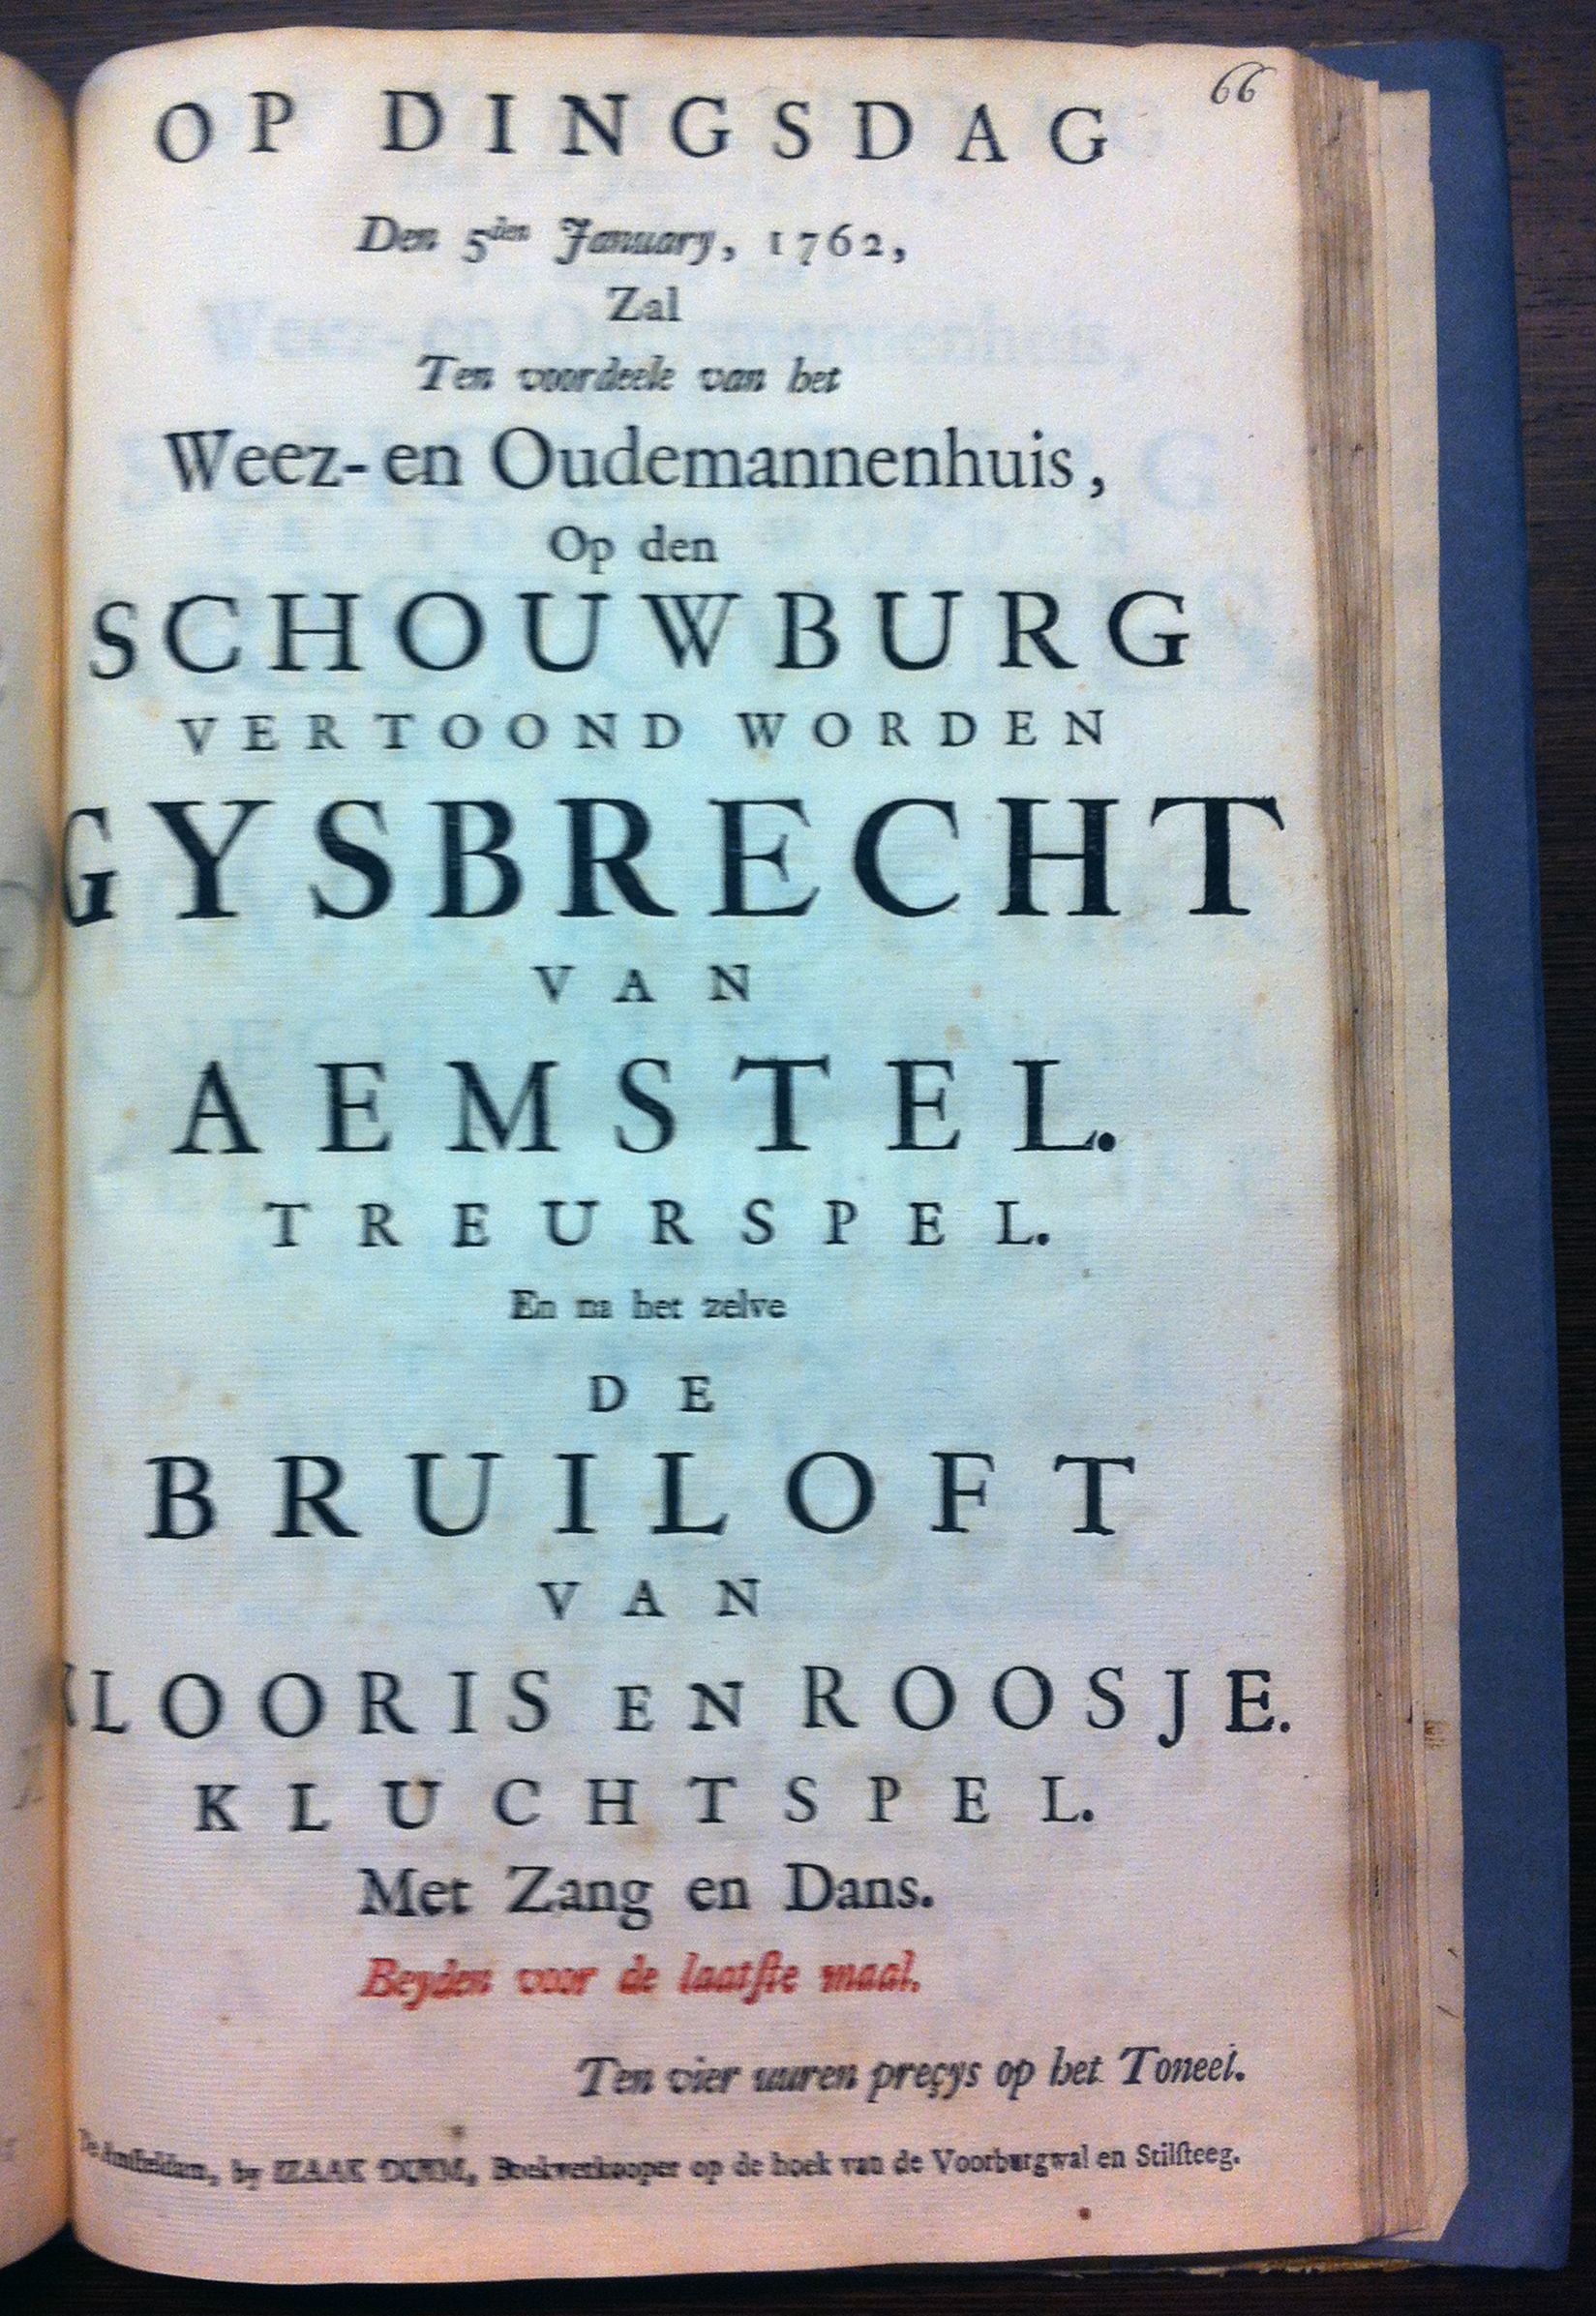 66
OP DINGSDAG
Den 5den January, 1762,
Zal
Ten voordeele van het
Weez- en Oudemannenhuis,
Op den
SCHOUWBURG
VERTOOND WORDEN
GYSBRECHT
VAN
AEMSTEL.
TREURSPEL.
En na het zelve
DE
BRUILOFT
VAN
KLOORIS EN ROOSJE.
KLUCHTSPEL.
Met Zang en Dans.
Beyden voor de laatſte maal.
Ten vier uuren preçys op het Toneel.
Te Amſteldam, by IZAAK DUIM, Boekverkooper op de hoek van de Voorburgwal en Stilſteeg.